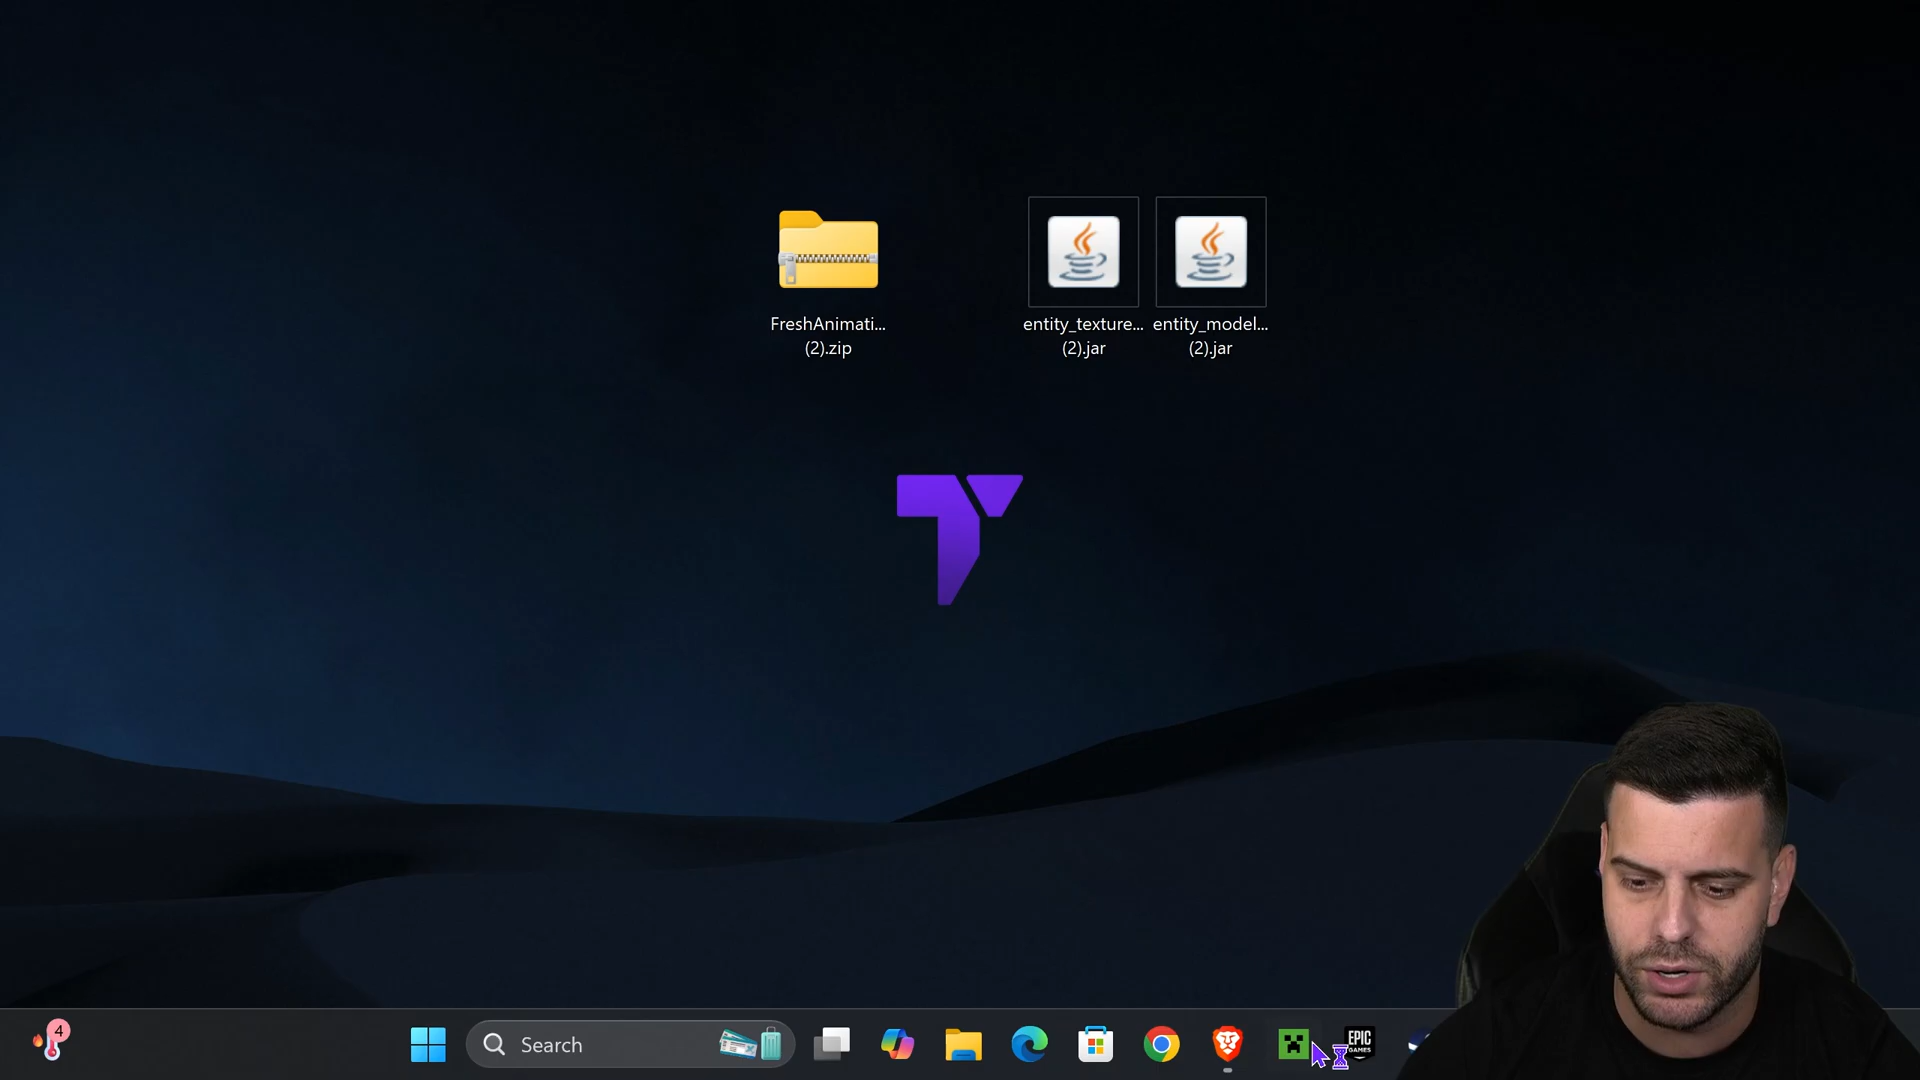 FreshAnimati...
(2).zip
entity_texture...
(2).jar
entity_model...
(2).jar
4
Search
EPIC
GAMES